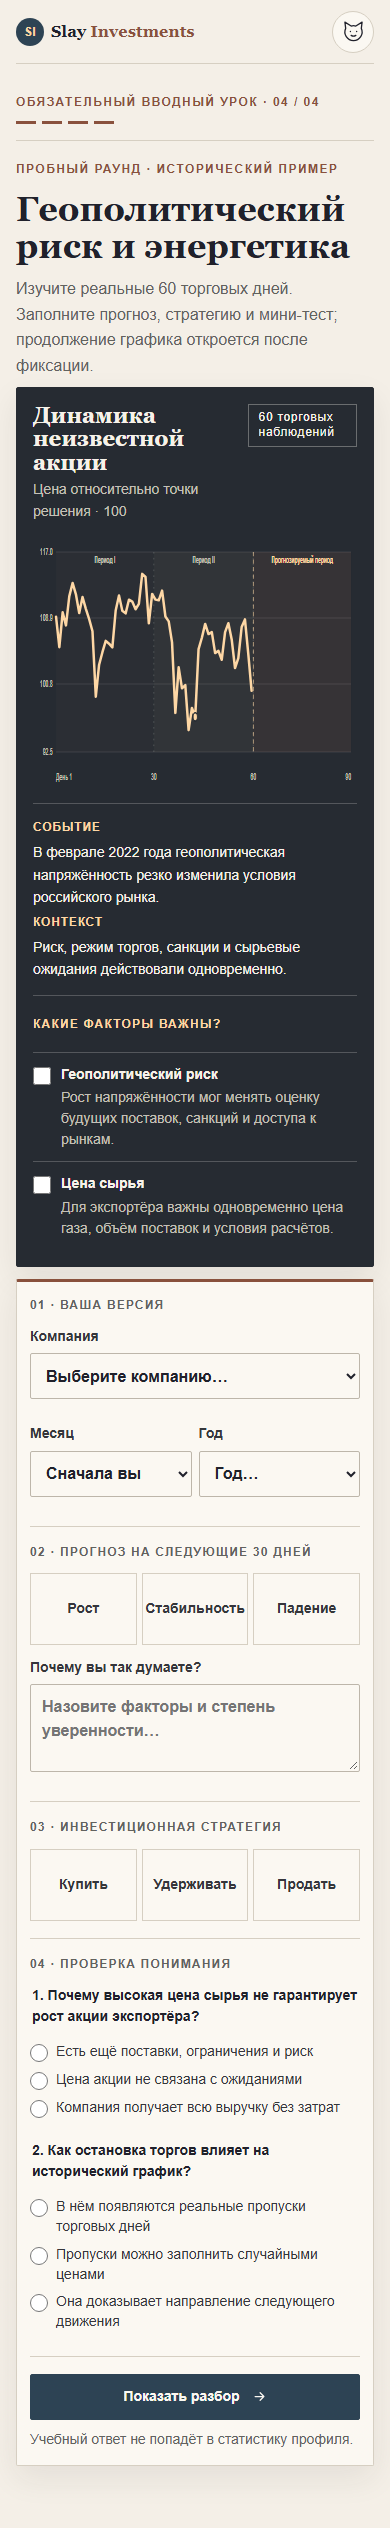 SI Slay Investments
ОБЯЗАТЕЛЬНЫЙ ВВОДНЫЙ УРОК · 04 / 04
ПРОБНЫЙ РАУНД · ИСТОРИЧЕСКИЙ ПРИМЕР
Геополитический
риск и энергетика
Изучите реальные 60 торговых дней.
Заполните прогноз, стратегию и мини-тест;
продолжение графика откроется после
фиксации.
Динамика
неизвестной
акции
60 торговых
наблюдений
Цена относительно точки
решения · 100
117.0
Период I
Период II
Прогнозируемый период
108.9
100.8
92.5
День 1
30
60
90
СОБЫТИЕ
В феврале 2022 года геополитическая
напряжённость резко изменила условия
российского рынка.
КОНТЕКСТ
Риск, режим торгов, санкции и сырьевые
ожидания действовали одновременно.
КАКИЕ ФАКТОРЫ ВАЖНЫ?
Геополитический риск
Рост напряжённости мог менять оценку
будущих поставок, санкций и доступа к
рынкам.
Цена сырья
Для экспортёра важны одновременно цена
газа, объём поставок и условия расчётов.
01 · ВАША ВЕРСИЯ
Компания
Выберите компанию...
Месяц
Год
Сначала вы
Год...
02 · ПРОГНОЗ НА СЛЕДУЮЩИЕ 30 ДНЕЙ
Рост
Стабильность
Падение
Почему вы так думаете?
Назовите факторы и степень
уверенности...
03 · ИНВЕСТИЦИОННАЯ СТРАТЕГИЯ
Купить
Удерживать
Продать
04 · ПРОВЕРКА ПОНИМАНИЯ
1. Почему высокая цена сырья не гарантирует
рост акции экспортёра?
Есть ещё поставки, ограничения и риск
Цена акции не связана с ожиданиями
Компания получает всю выручку без затрат
2. Как остановка торгов влияет на
исторический график?
В нём появляются реальные пропуски
торговых дней
Пропуски можно заполнить случайными
ценами
Она доказывает направление следующего
движения
Показать разбор →
Учебный ответ не попадёт в статистику профиля.